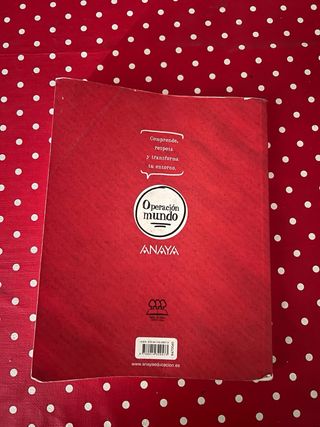 Comprende,
respeta
y transforma
tu entorno.
Operación
mundo
ANAYA
www.anayaeducacion.es